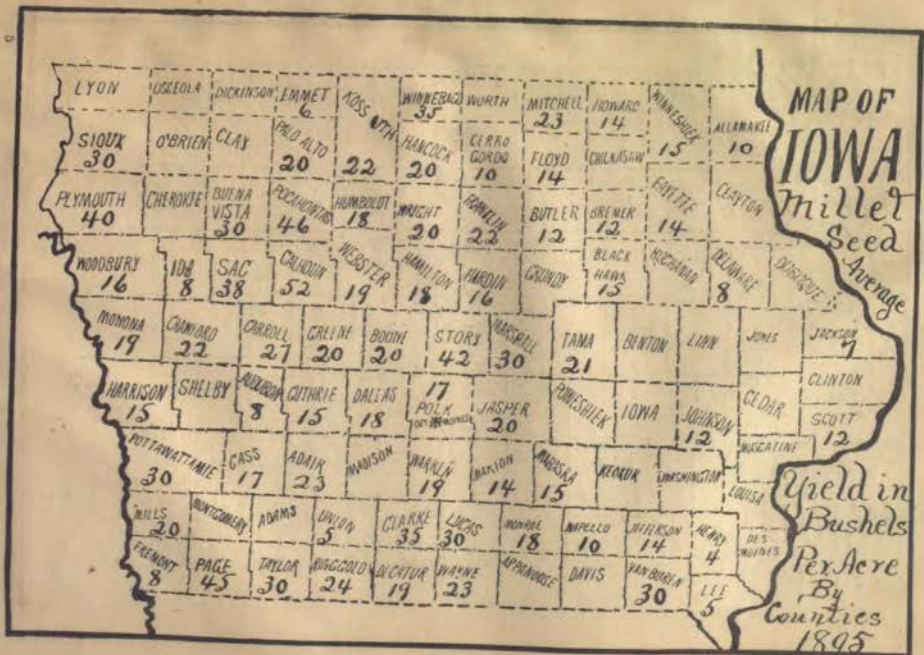 MAP OF
IOWA
Millet
Seed
Average
Yield in
Bushels
Per Acre
By
Counties
1895
LYON
OSCEOLA
DICKINSON
EMMET
6
KOSSUTH
22
WINNEBAGO
35
WORTH
MITCHELL
23
HOWARD
14
WINNESHIEK
15
ALLAMAKEE
10
SIOUX
30
O'BRIEN
CLAY
PALO ALTO
20
HANCOCK
20
CERRO
GORDO
10
FLOYD
14
CHICKASAW
PLYMOUTH
40
CHEROKEE
BUENA
VISTA
30
POCAHONTAS
46
HUMBOLDT
18
WRIGHT
20
FRANKLIN
22
BUTLER
12
BREMER
12
FAYETTE
14
CLAYTON
WOODBURY
16
IDA
8
SAC
38
CALHOUN
52
WEBSTER
19
HAMILTON
18
HARDIN
16
GRUNDY
BLACK
HAWK
15
BUCHANAN
DELAWARE
8
DUBUQUE
MONONA
19
CRAWFORD
22
CARROLL
27
GREENE
20
BOONE
20
STORY
42
MARSHALL
30
TAMA
21
BENTON
LINN
JONES
JACKSON
7
HARRISON
15
SHELBY
AUDUBON
8
GUTHRIE
15
DALLAS
18
17
POLK
DES MOINES
JASPER
20
POWESHIEK
IOWA
JOHNSON
12
CEDAR
CLINTON
SCOTT
12
MUSCATINE
POTTAWATTAMIE
30
CASS
17
ADAIR
23
MADISON
WARREN
19
MARION
14
MAHASKA
15
KEOKUK
WASHINGTON
LOUISA
MILLS
20
MONTGOMERY
ADAMS
UNION
5
CLARKE
35
LUCAS
30
MONROE
18
WAPELLO
10
JEFFERSON
14
HENRY
4
DES
MOINES
FREMONT
8
PAGE
45
TAYLOR
30
RINGGOLD
24
DECATUR
19
WAYNE
23
APPANOOSE
DAVIS
VAN BUREN
30
LEE
5